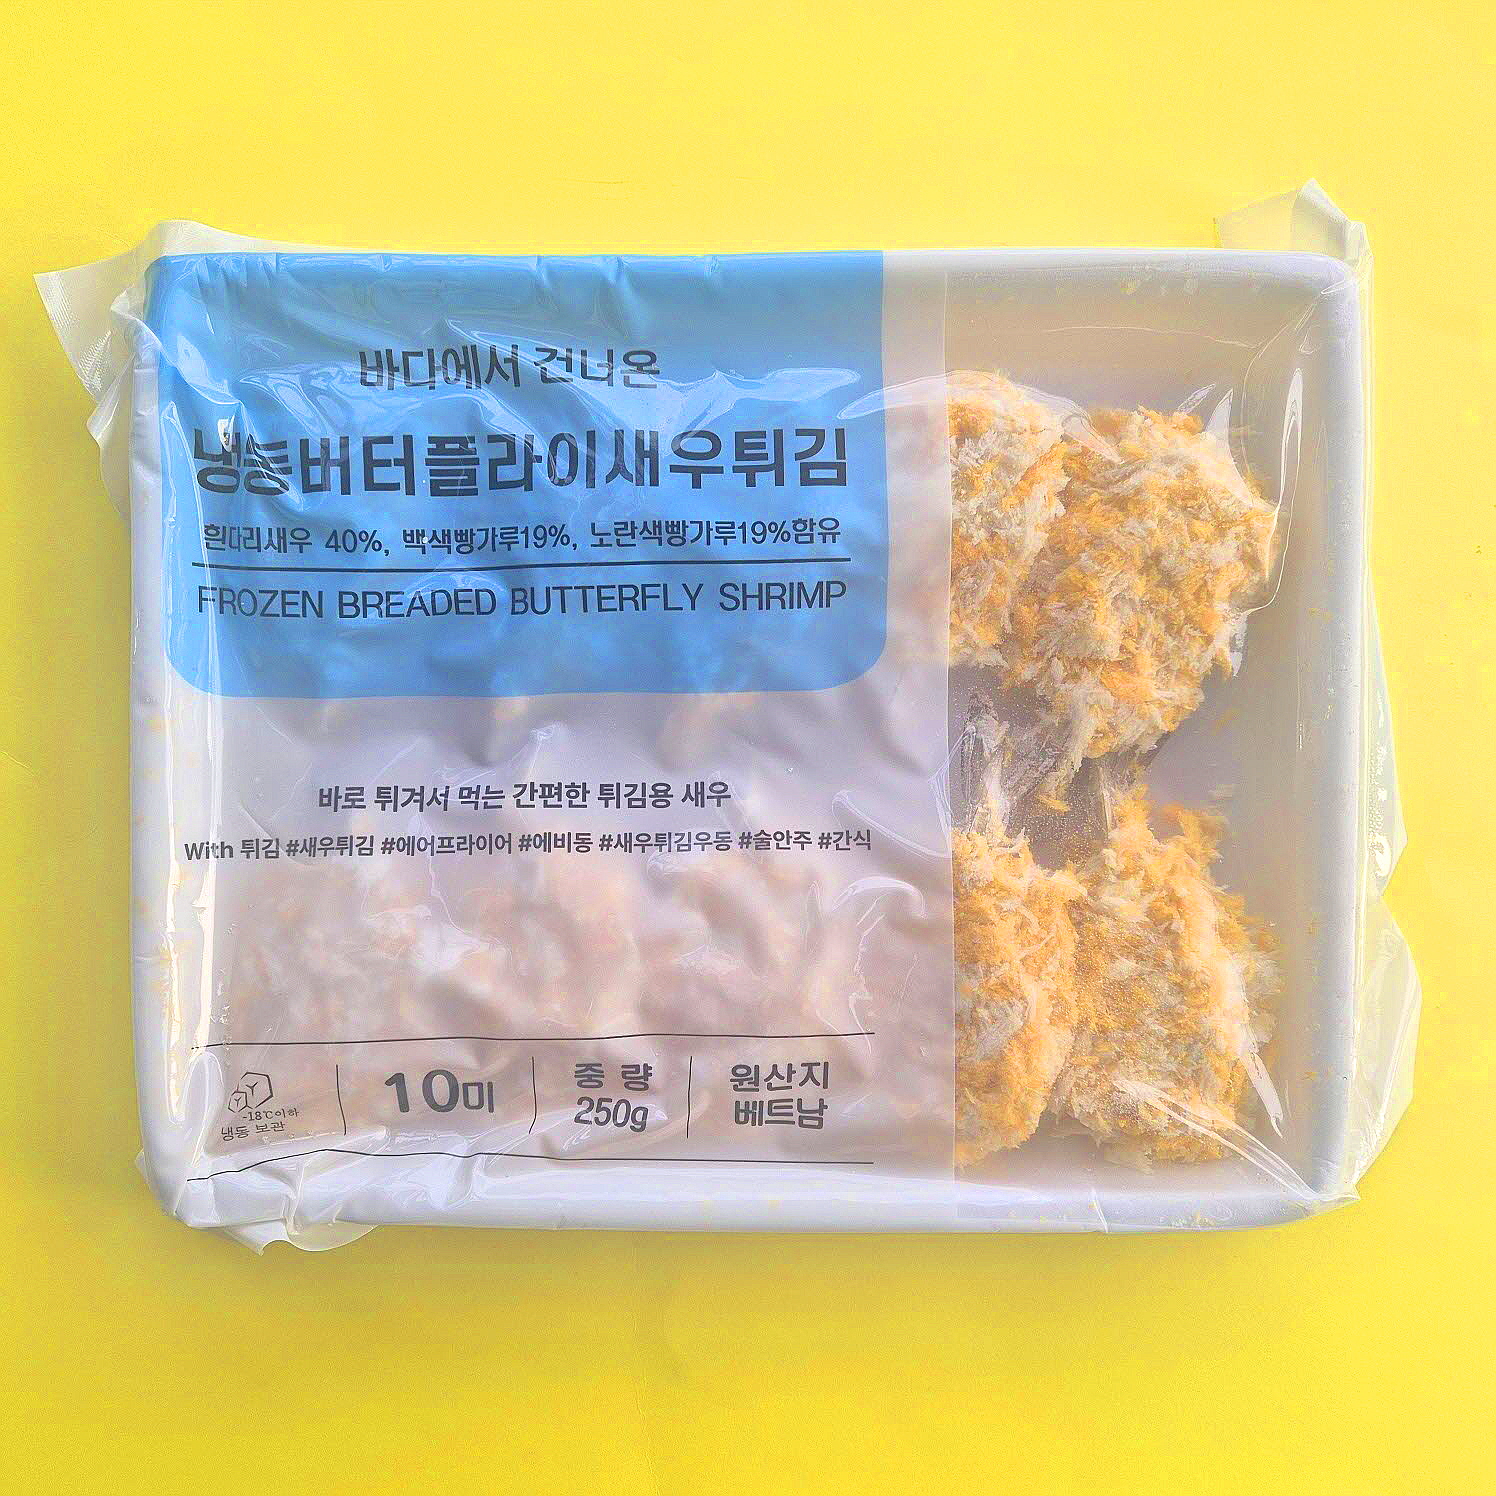 바다에서 건너온
냉동버터플라이새우튀김
흰다리새우 40%, 백색빵가루19%, 노란색빵가루19%함유
FROZEN BREADED BUTTERFLY SHRIMP
바로 튀겨서 먹는 간편한 튀김용 새우
With 튀김 #새우튀김 #에어프라이어 #에비동 #새우튀김우동 #술안주 #간식
-18℃이하
냉동 보관
10미
중 량
250g
원산지
베트남